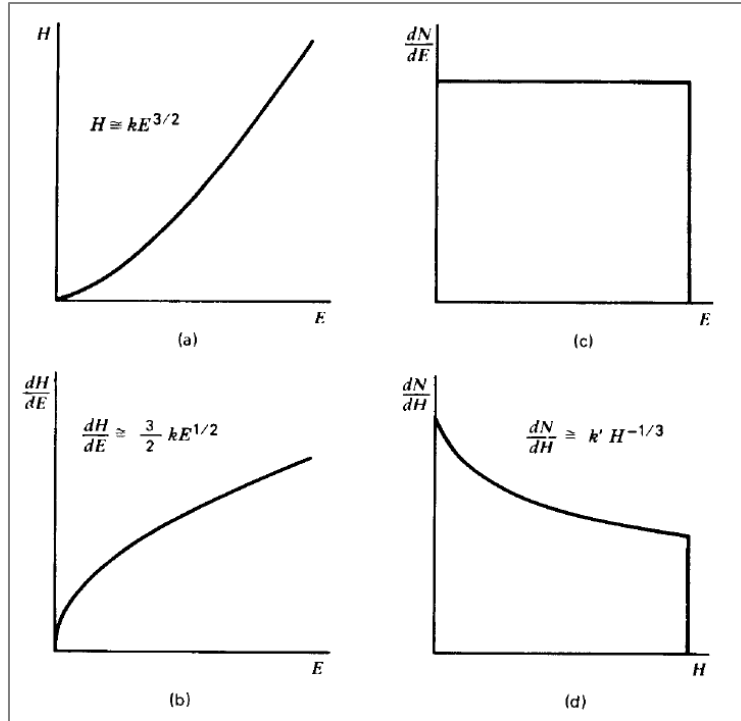 H
H ≅ kE^{3/2}
E
(a)
dN
dE
E
(c)
dH
dE
dH/dE ≅ 3/2 kE^{1/2}
E
(b)
dN
dH
dN/dH ≅ k' H^{-1/3}
H
(d)